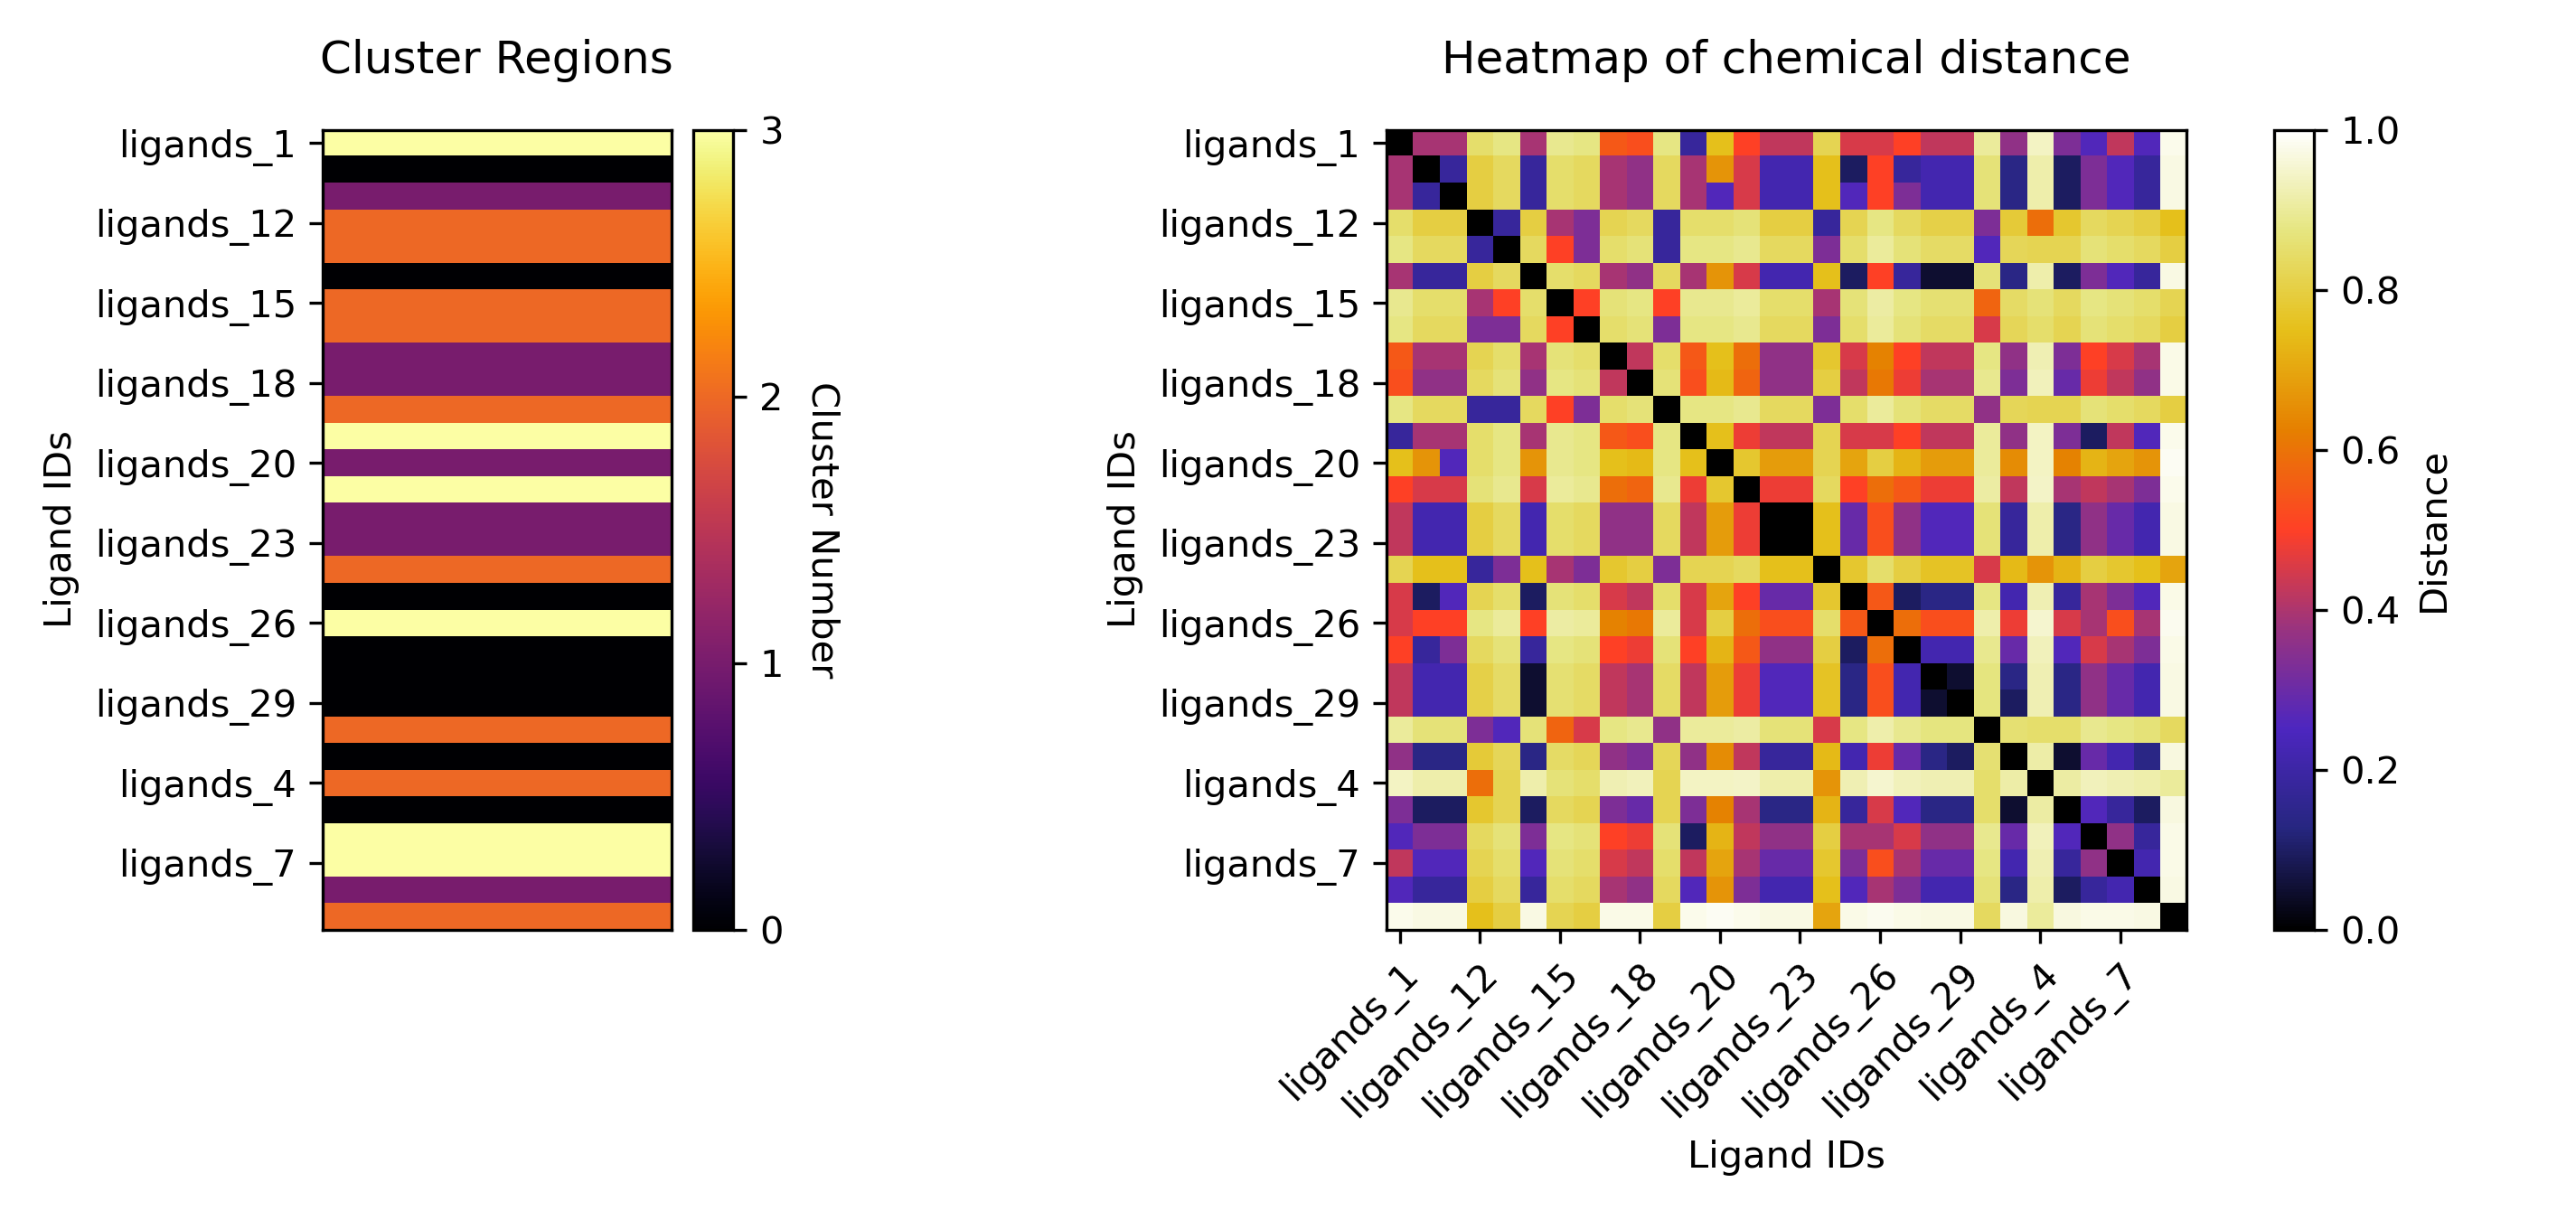 Cluster Regions
ligands_1
ligands_12
ligands_15
ligands_18
ligands_20
ligands_23
ligands_26
ligands_29
ligands_4
ligands_7
Ligand IDs
3
2
1
0
Cluster Number
Heatmap of chemical distance
ligands_1
ligands_12
ligands_15
ligands_18
ligands_20
ligands_23
ligands_26
ligands_29
ligands_4
ligands_7
Ligand IDs
ligands_1
ligands_12
ligands_15
ligands_18
ligands_20
ligands_23
ligands_26
ligands_29
ligands_4
ligands_7
Ligand IDs
1.0
0.8
0.6
0.4
0.2
0.0
Distance